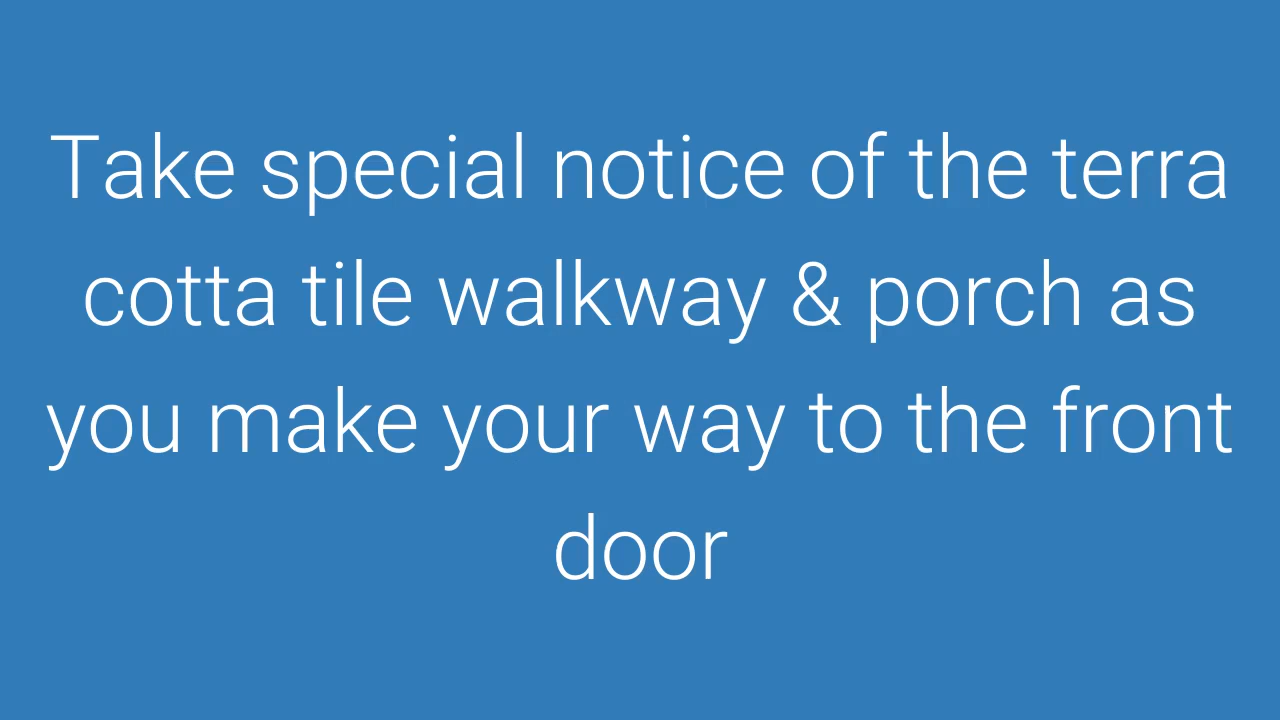 Take special notice of the terra
cotta tile walkway & porch as
you make your way to the front
door